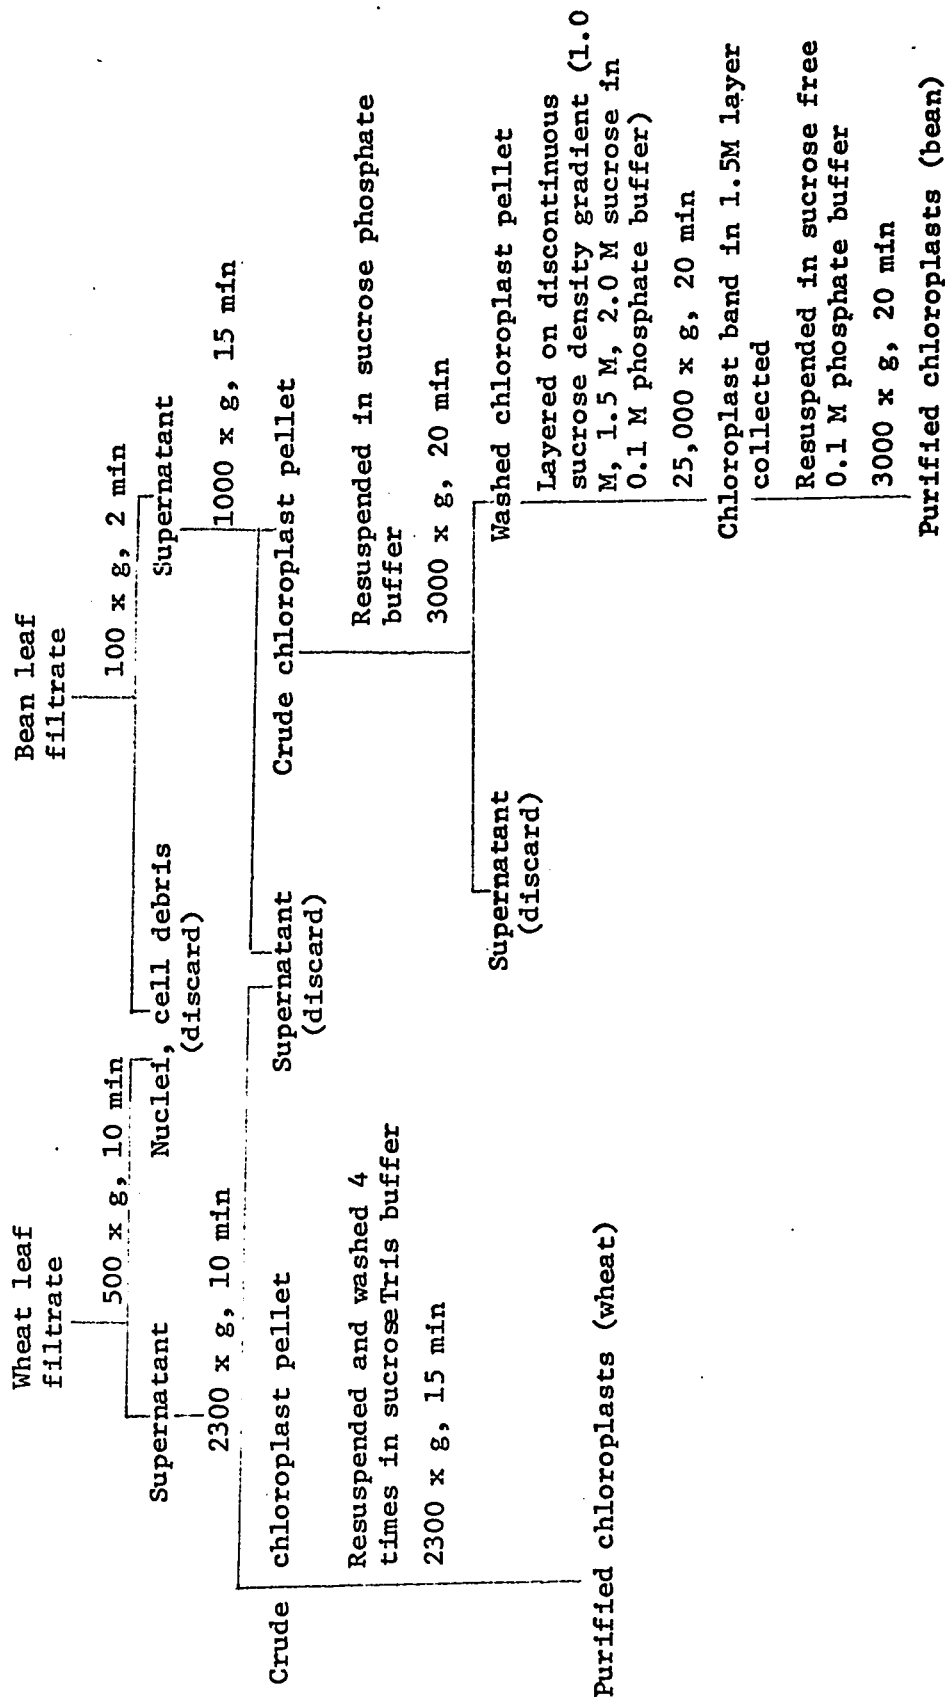 Wheat leaf
filtrate
500 x g, 10 min
Bean leaf
filtrate
100 x g, 2 min
Supernatant
Nuclei, cell debris
(discard)
Supernatant
2300 x g, 10 min
1000 x g, 15 min
Crude chloroplast pellet
Supernatant
(discard)
Crude chloroplast pellet
Resuspended and washed 4
times in sucroseTris buffer
2300 x g, 15 min
Resuspended in sucrose phosphate
buffer
3000 x g, 20 min
Supernatant
(discard)
Washed chloroplast pellet
Purified chloroplasts (wheat)
Layered on discontinuous
sucrose density gradient (1.0
M, 1.5 M, 2.0 M sucrose in
0.1 M phosphate buffer)
25,000 x g, 20 min
Chloroplast band in 1.5M layer
collected
Resuspended in sucrose free
0.1 M phosphate buffer
3000 x g, 20 min
Purified chloroplasts (bean)